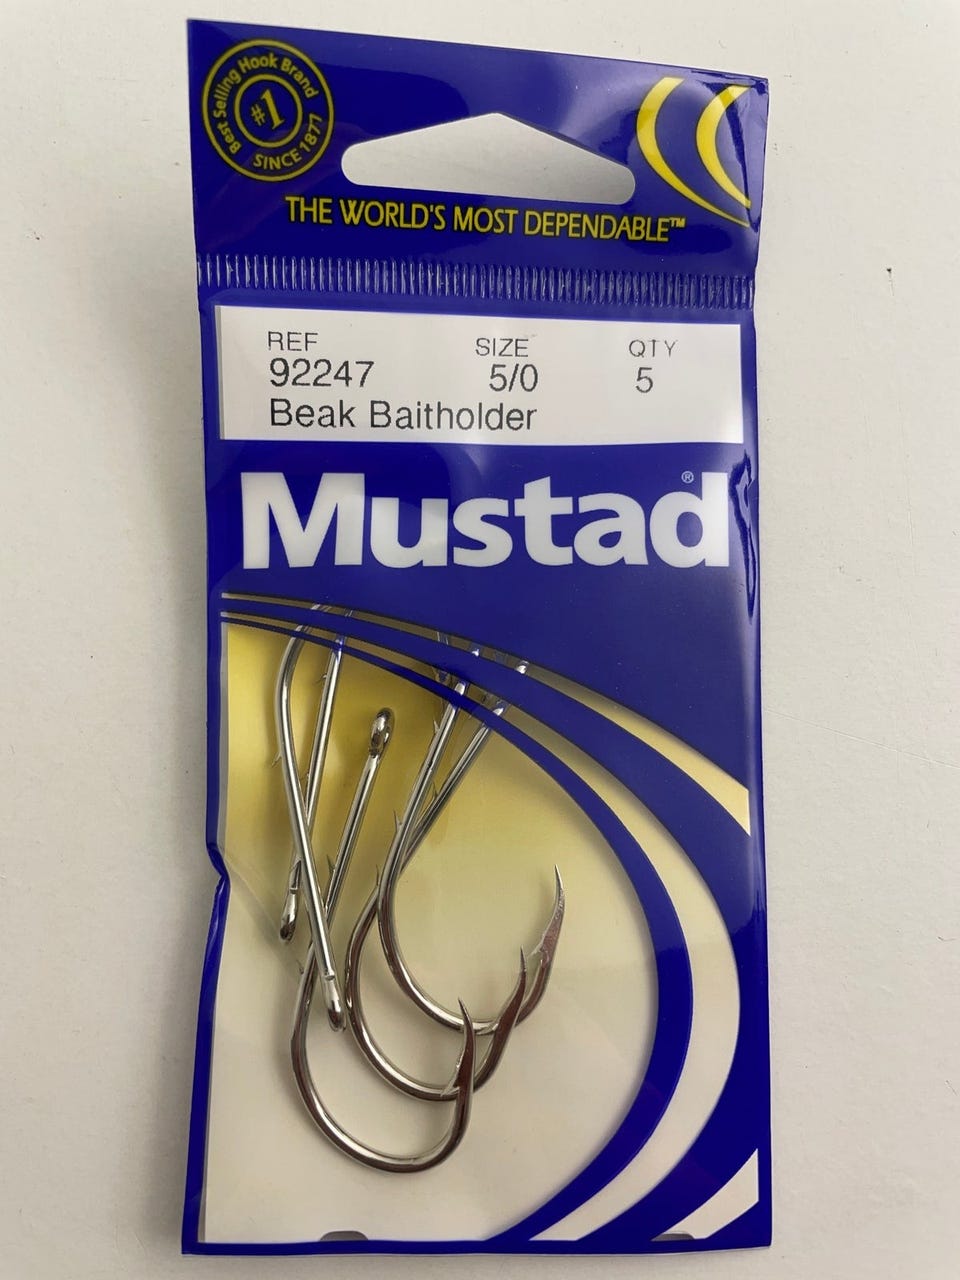 Best Selling Hook Brand
#1
SINCE 1877
THE WORLD'S MOST DEPENDABLE™
REF SIZE QTY
92247 5/0 5
Beak Baitholder
Mustad®